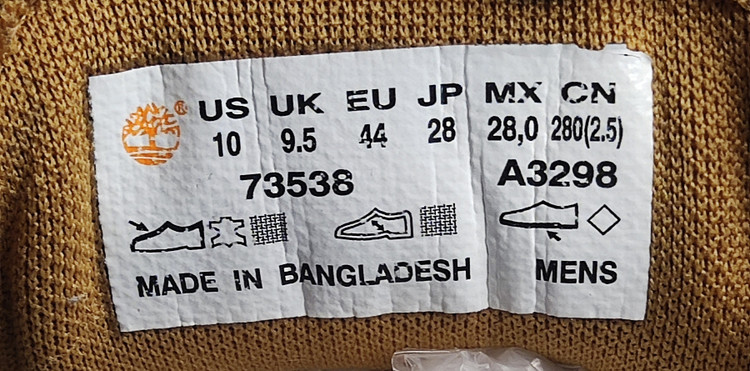 ® US UK EU JP MX CN
10 9.5 44 28 28,0 280(2.5)
73538 A3298
MADE IN BANGLADESH MENS